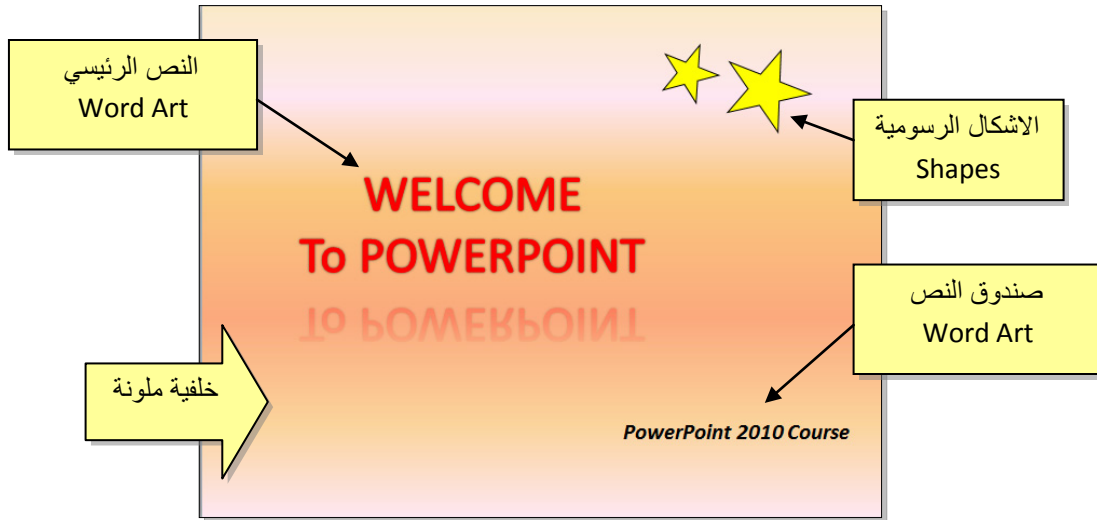 النص الرئيسي
Word Art
الاشكال الرسومية
Shapes
WELCOME
To POWERPOINT
To POWERPOINT
صندوق النص
Word Art
خلفية ملونة
PowerPoint 2010 Course